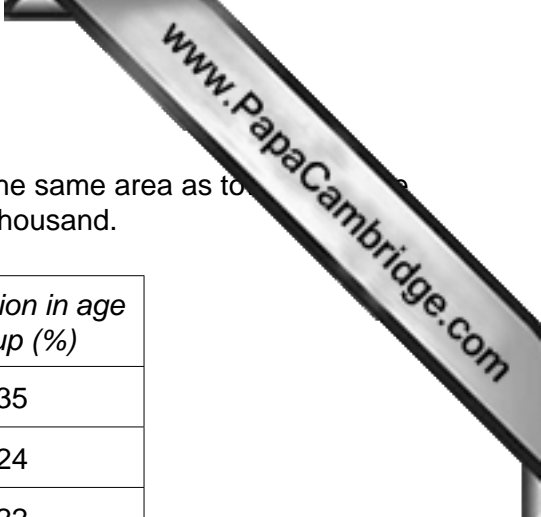 www.PapaCambridge.com
he same area as to
housand.
ion in age
up (%)
35
24